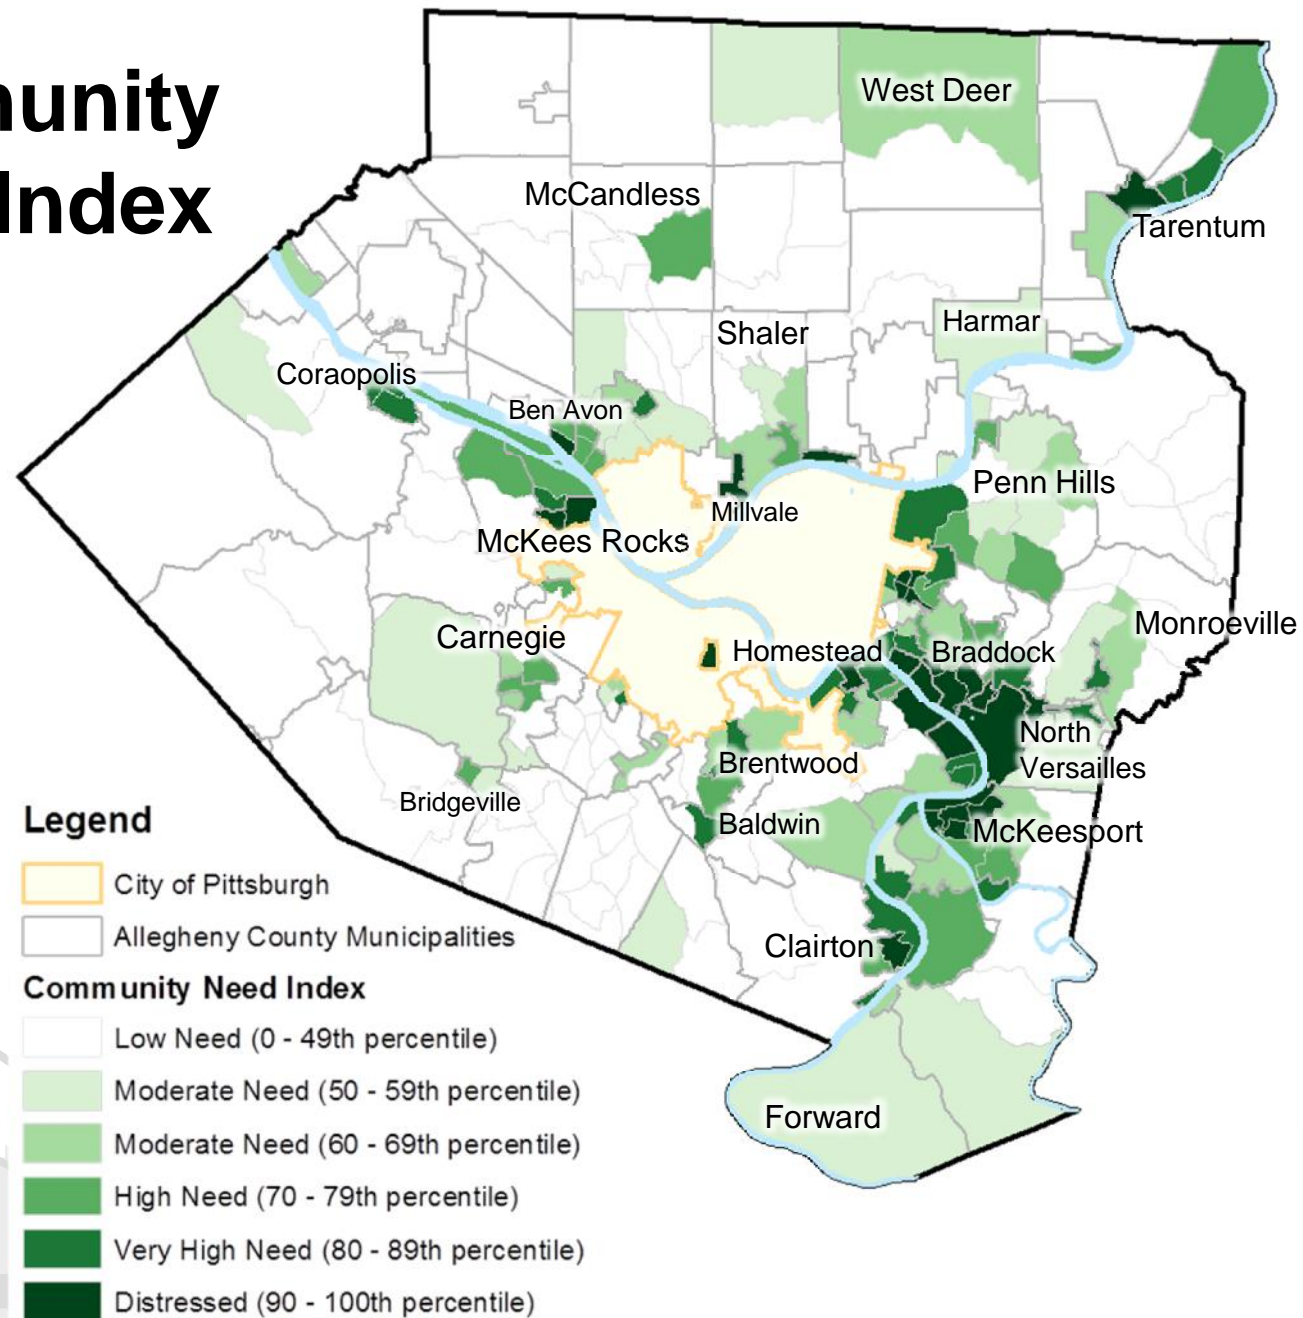 munity
Index
West Deer
McCandless
Tarentum
Shaler
Harmar
Coraopolis
Ben Avon
Penn Hills
Millvale
McKees Rocks
Monroeville
Carnegie
Homestead
Braddock
North
Versailles
Brentwood
Bridgeville
Baldwin
McKeesport
Clairton
Forward
Legend
City of Pittsburgh
Allegheny County Municipalities
Community Need Index
Low Need (0 - 49th percentile)
Moderate Need (50 - 59th percentile)
Moderate Need (60 - 69th percentile)
High Need (70 - 79th percentile)
Very High Need (80 - 89th percentile)
Distressed (90 - 100th percentile)